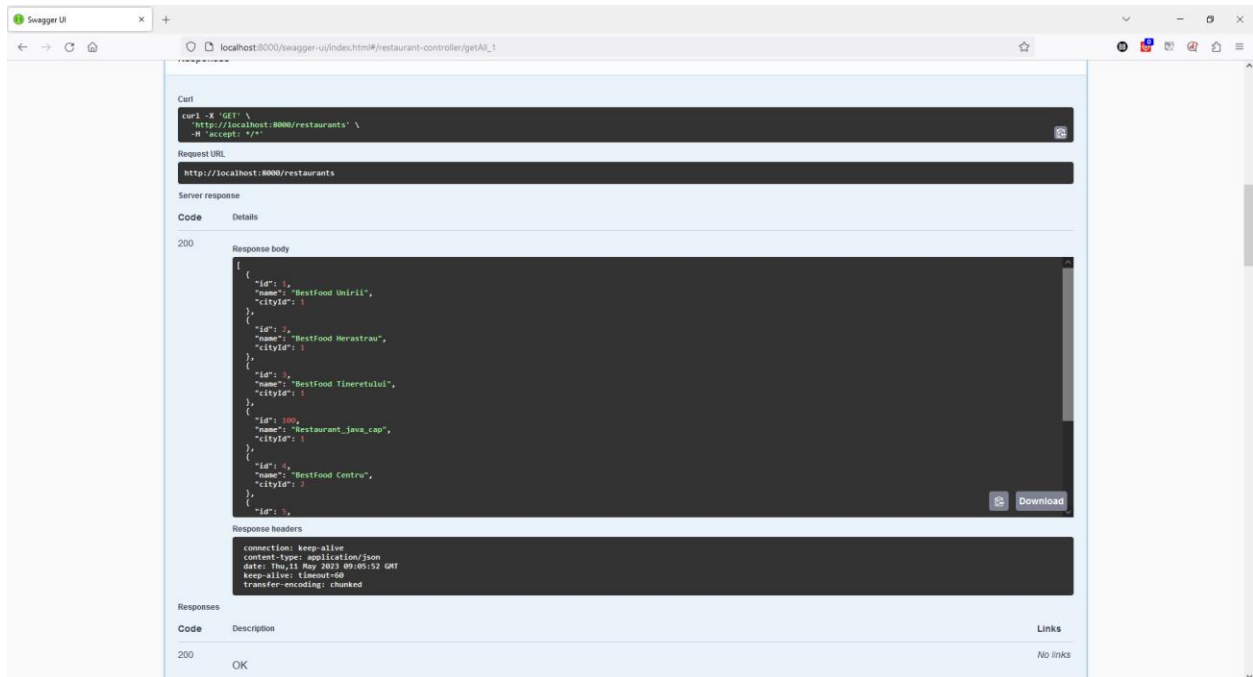 Swagger UI
localhost:8000/swagger-ui/index.html#/restaurant-controller/getAll_1
Responses
Curl
curl -X 'GET' \
'http://localhost:8000/restaurants' \
-H 'accept: */*'
Request URL
http://localhost:8000/restaurants
Server response
Code Details
200
Response body
[
{
"id": 1,
"name": "BestFood Unirii",
"cityId": 1
},
{
"id": 2,
"name": "BestFood Herastrau",
"cityId": 1
},
{
"id": 3,
"name": "BestFood Tineretului",
"cityId": 1
},
{
"id": 100,
"name": "Restaurant_java_cap",
"cityId": 1
},
{
"id": 4,
"name": "BestFood Centru",
"cityId": 2
},
{
"id": 5,
Download
Response headers
connection: keep-alive
content-type: application/json
date: Thu,11 May 2023 09:05:52 GMT
keep-alive: timeout=60
transfer-encoding: chunked
Responses
Code Description Links
200 No links
OK